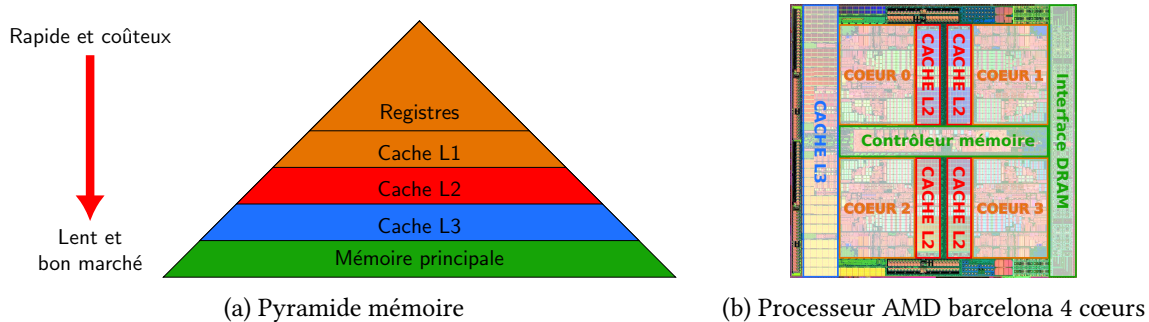 Rapide et coûteux
Lent et
bon marché
Registres
Cache L1
Cache L2
Cache L3
Mémoire principale
(a) Pyramide mémoire
CACHE L3
COEUR 0
CACHE L2
CACHE L2
COEUR 1
Contrôleur mémoire
COEUR 2
CACHE L2
CACHE L2
COEUR 3
Interface DRAM
(b) Processeur AMD barcelona 4 cœurs